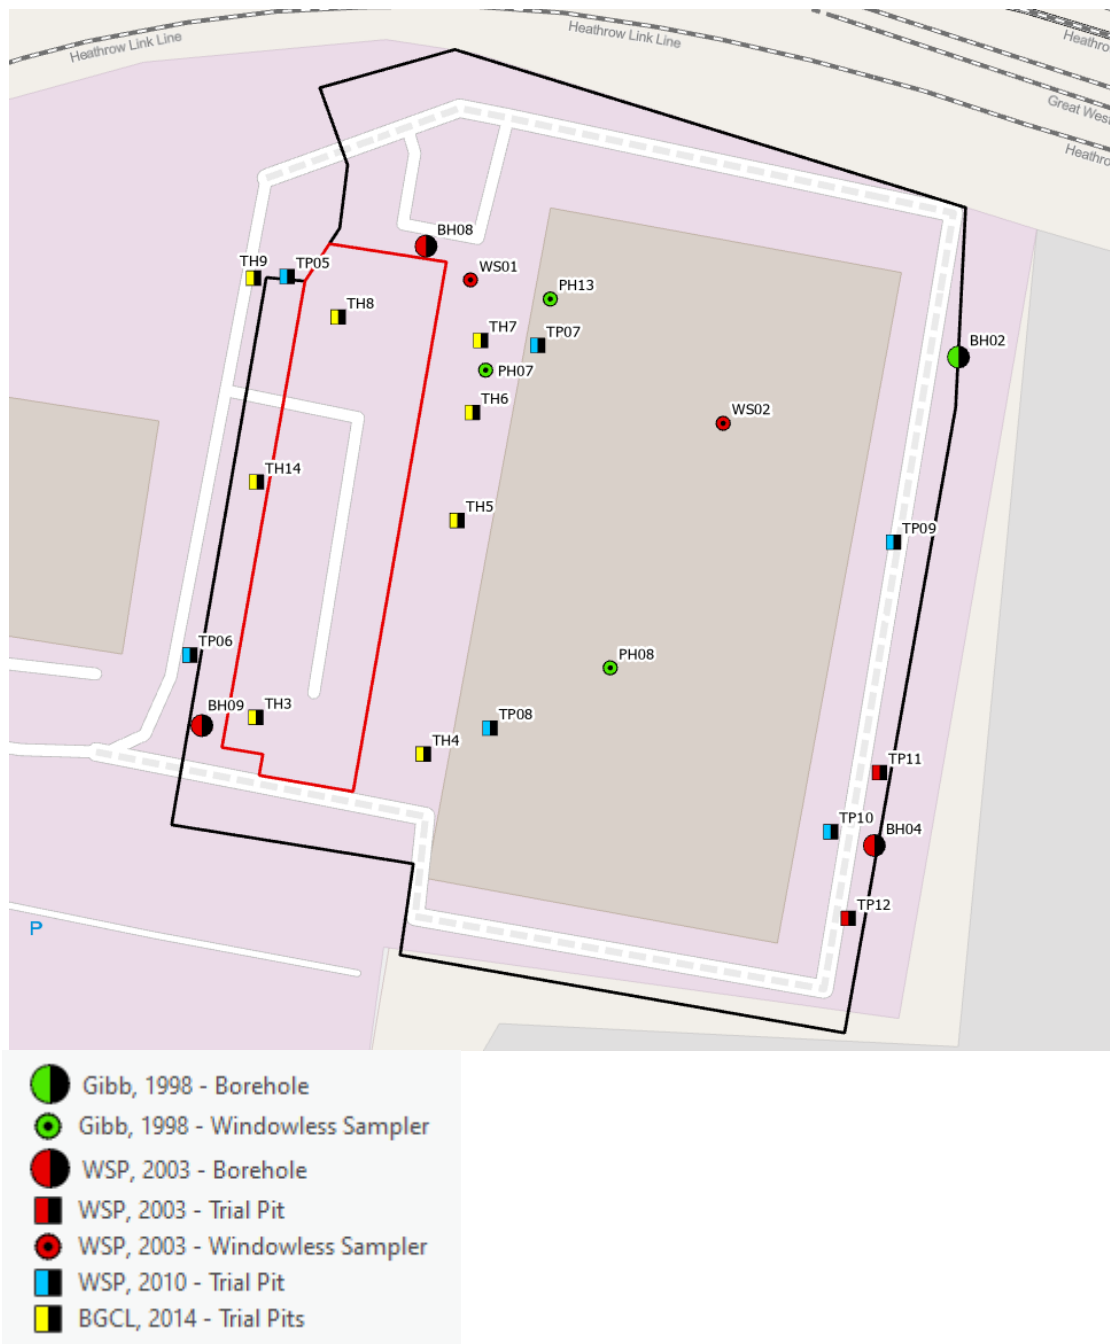 Heathrow Link Line
Heathrow Link Line
Heathro
Great West
Heathro
BH08
TH9
TP05
WS01
PH13
TH8
TH7
TP07
BH02
PH07
TH6
WS02
TH14
TH5
TP09
TP06
PH08
BH09
TH3
TP08
TH4
TP11
TP10
BH04
TP12
P
Gibb, 1998 - Borehole
Gibb, 1998 - Windowless Sampler
WSP, 2003 - Borehole
WSP, 2003 - Trial Pit
WSP, 2003 - Windowless Sampler
WSP, 2010 - Trial Pit
BGCL, 2014 - Trial Pits